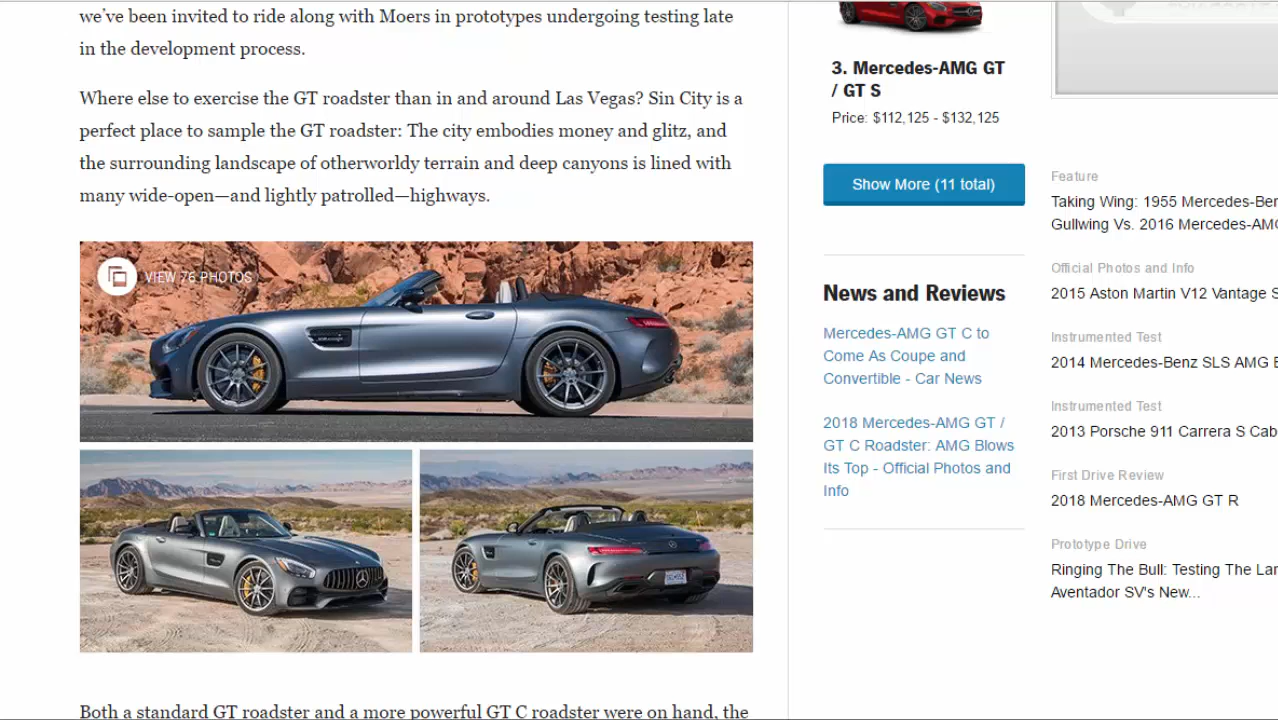 we've been invited to ride along with Moers in prototypes undergoing testing late
in the development process.
Where else to exercise the GT roadster than in and around Las Vegas? Sin City is a
perfect place to sample the GT roadster: The city embodies money and glitz, and
the surrounding landscape of otherworldly terrain and deep canyons is lined with
many wide-open—and lightly patrolled—highways.
VIEW 76 PHOTOS
Both a standard GT roadster and a more powerful GT C roadster were on hand, the
3. Mercedes-AMG GT
/ GT S
Price: $112,125 - $132,125
Show More (11 total)
News and Reviews
Mercedes-AMG GT C to
Come As Coupe and
Convertible - Car News
2018 Mercedes-AMG GT /
GT C Roadster: AMG Blows
Its Top - Official Photos and
Info
Feature
Taking Wing: 1955 Mercedes-Ben
Gullwing Vs. 2016 Mercedes-AMG
Official Photos and Info
2015 Aston Martin V12 Vantage S
Instrumented Test
2014 Mercedes-Benz SLS AMG
Instrumented Test
2013 Porsche 911 Carrera S Cab
First Drive Review
2018 Mercedes-AMG GT R
Prototype Drive
Ringing The Bull: Testing The Lam
Aventador SV's New...